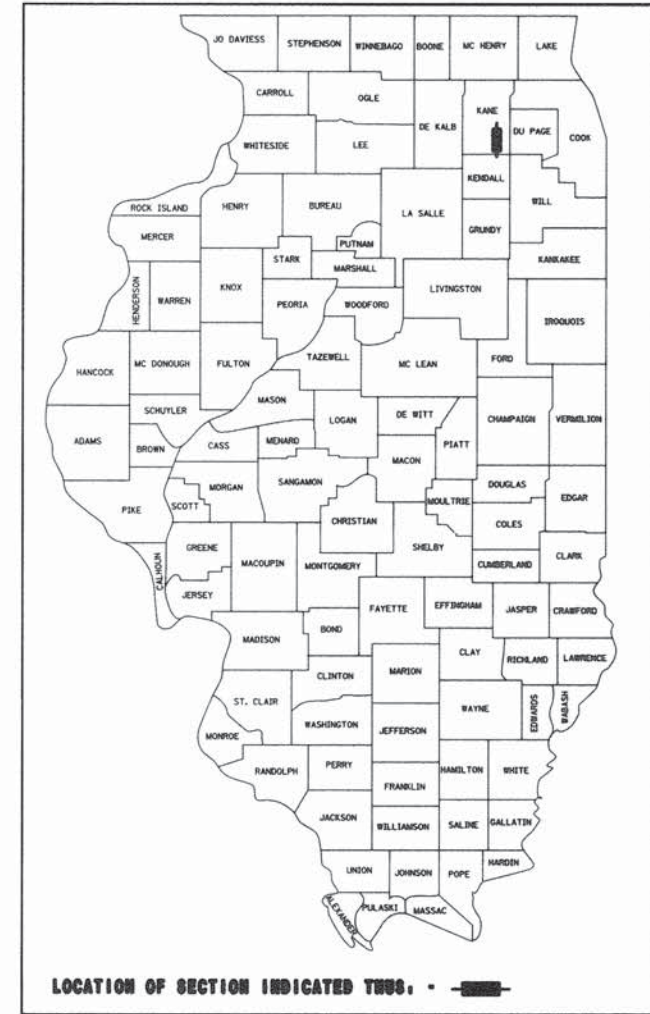 JO DAVIESS STEPHENSON WINNEBAGO BOONE MC HENRY LAKE
CARROLL OGLE KANE
DE KALB DU PAGE COOK
WHITESIDE LEE
KENDALL
ROCK ISLAND HENRY BUREAU LA SALLE WILL
MERCER PUTNAM GRUNDY
STARK MARSHALL KANKAKEE
HENDERSON WARREN KNOX PEORIA WOODFORD LIVINGSTON
IROQUOIS
TAZEWELL
HANCOCK MC DONOUGH FULTON MC LEAN FORD
MASON
SCHUYLER LOGAN DE WITT CHAMPAIGN VERMILION
ADAMS BROWN CASS MENARD PIATT
MACON
MORGAN SANGAMON DOUGLAS
PIKE SCOTT MOULTRIE EDGAR
CHRISTIAN COLES
GREENE SHELBY
CALHOUN MACOUPIN MONTGOMERY CUMBERLAND CLARK
JERSEY
FAYETTE EFFINGHAM JASPER CRAWFORD
BOND
MADISON
CLAY
CLINTON MARION RICHLAND LAWRENCE
ST. CLAIR
WAYNE EDWARDS WABASH
MONROE WASHINGTON JEFFERSON
RANDOLPH PERRY HAMILTON WHITE
FRANKLIN
JACKSON
WILLIAMSON SALINE GALLATIN
UNION JOHNSON POPE HARDIN
ALEXANDER PULASKI MASSAC
LOCATION OF SECTION INDICATED THUS: -